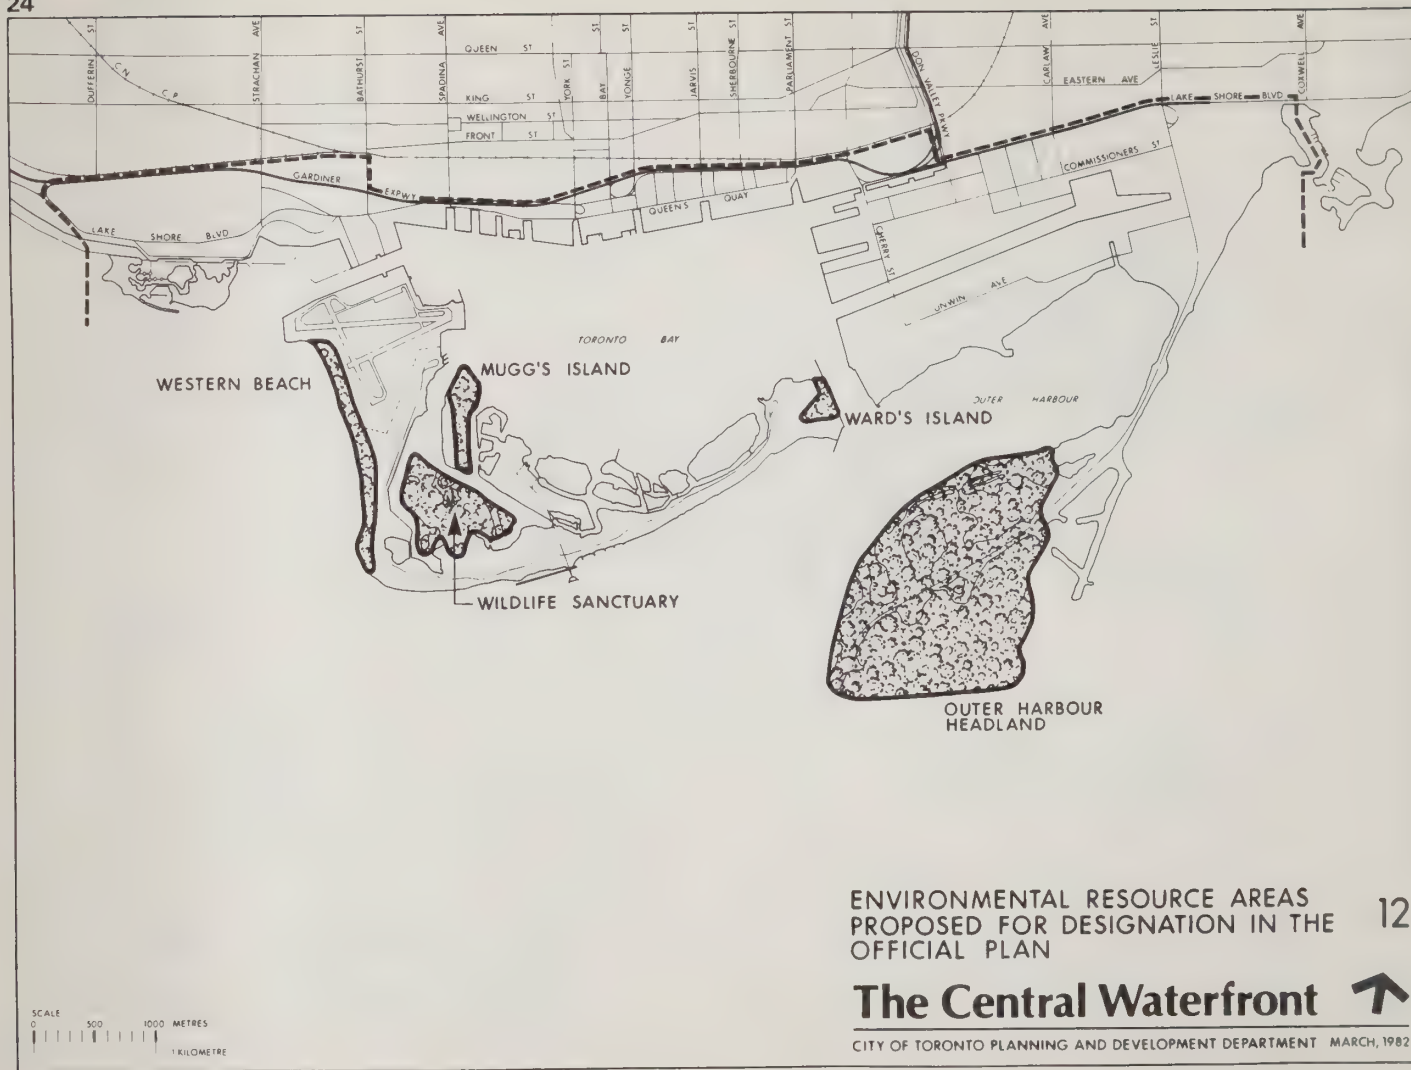 24
DUFFERIN ST
STRACHAN AVE
BATHURST ST
SPADINA AVE
YORK ST
BAY ST
YONGE ST
JARVIS ST
SHERBOURNE ST
PARLIAMENT ST
DON VALLEY PKWY
CARLAW AVE
LESLIE ST
COXWELL AVE
C.N.
C.P.
QUEEN ST
KING ST
WELLINGTON ST
FRONT ST
EASTERN AVE
LAKE SHORE BLVD
COMMISSIONERS ST
GARDINER EXPWY
QUEENS QUAY
LAKE SHORE BLVD
CHERRY ST
UNWIN AVE
TORONTO BAY
WESTERN BEACH
MUGG'S ISLAND
OUTER HARBOUR
WARD'S ISLAND
WILDLIFE SANCTUARY
OUTER HARBOUR
HEADLAND
ENVIRONMENTAL RESOURCE AREAS
PROPOSED FOR DESIGNATION IN THE
OFFICIAL PLAN
12
The Central Waterfront
CITY OF TORONTO PLANNING AND DEVELOPMENT DEPARTMENT MARCH, 1982
SCALE
0 500 1000 METRES
1 KILOMETRE